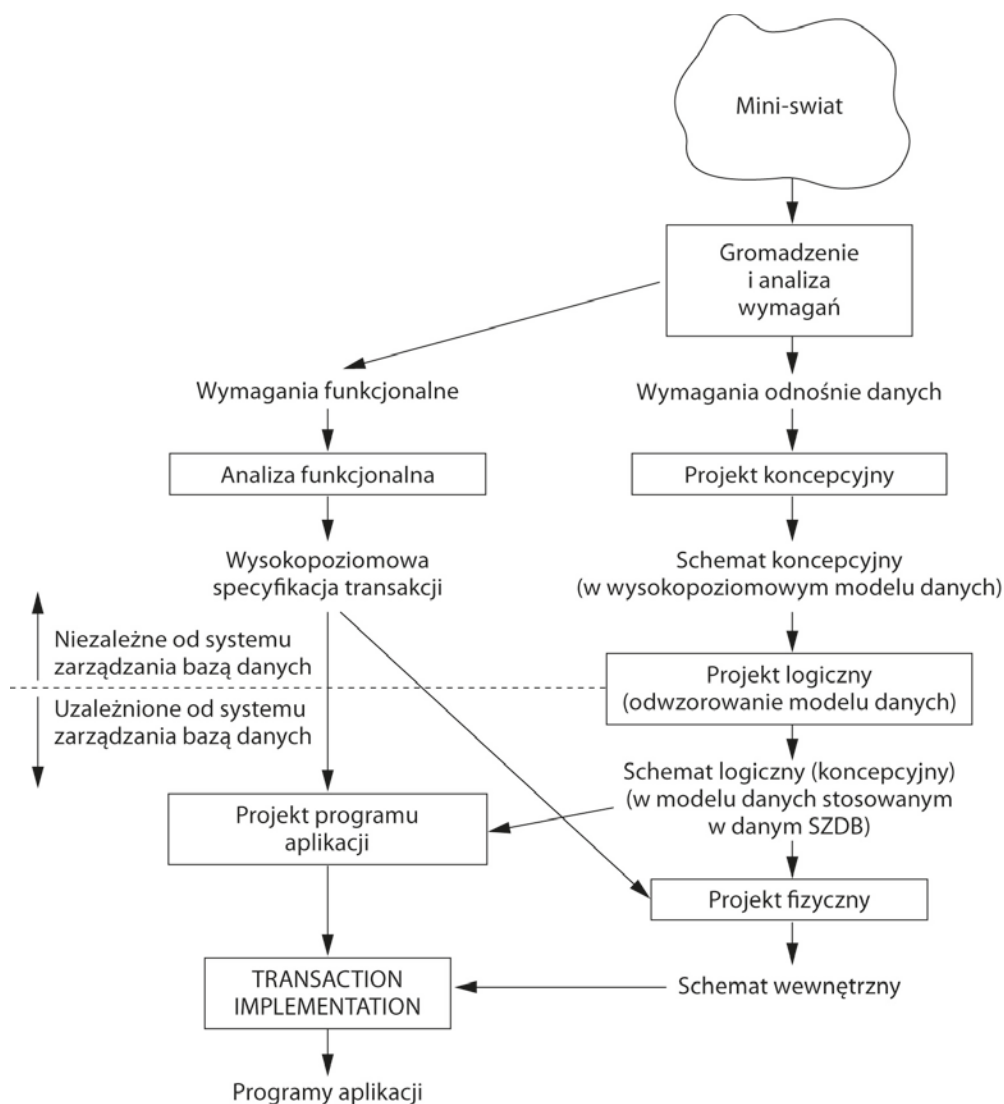 Mini-swiat
Gromadzenie
i analiza
wymagań
Wymagania funkcjonalne
Wymagania odnośnie danych
Analiza funkcjonalna
Projekt koncepcyjny
Wysokopoziomowa
specyfikacja transakcji
Schemat koncepcyjny
(w wysokopoziomowym modelu danych)
Niezależne od systemu
zarządzania bazą danych
Projekt logiczny
(odwzorowanie modelu danych)
Uzależnione od systemu
zarządzania bazą danych
Schemat logiczny (koncepcyjny)
(w modelu danych stosowanym
w danym SZDB)
Projekt programu
aplikacji
Projekt fizyczny
TRANSACTION
IMPLEMENTATION
Schemat wewnętrzny
Programy aplikacji